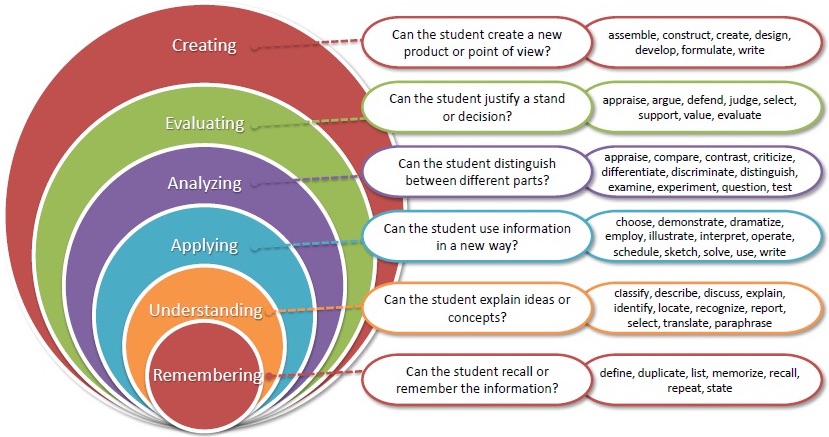 Creating
Can the student create a new
product or point of view?
assemble, construct, create, design,
develop, formulate, write
Evaluating
Can the student justify a stand
or decision?
appraise, argue, defend, judge, select,
support, value, evaluate
Analyzing
Can the student distinguish
between different parts?
appraise, compare, contrast, criticize,
differentiate, discriminate, distinguish,
examine, experiment, question, test
Applying
Can the student use information
in a new way?
choose, demonstrate, dramatize,
employ, illustrate, interpret, operate,
schedule, sketch, solve, use, write
Understanding
Can the student explain ideas or
concepts?
classify, describe, discuss, explain,
identify, locate, recognize, report,
select, translate, paraphrase
Remembering
Can the student recall or
remember the information?
define, duplicate, list, memorize, recall,
repeat, state